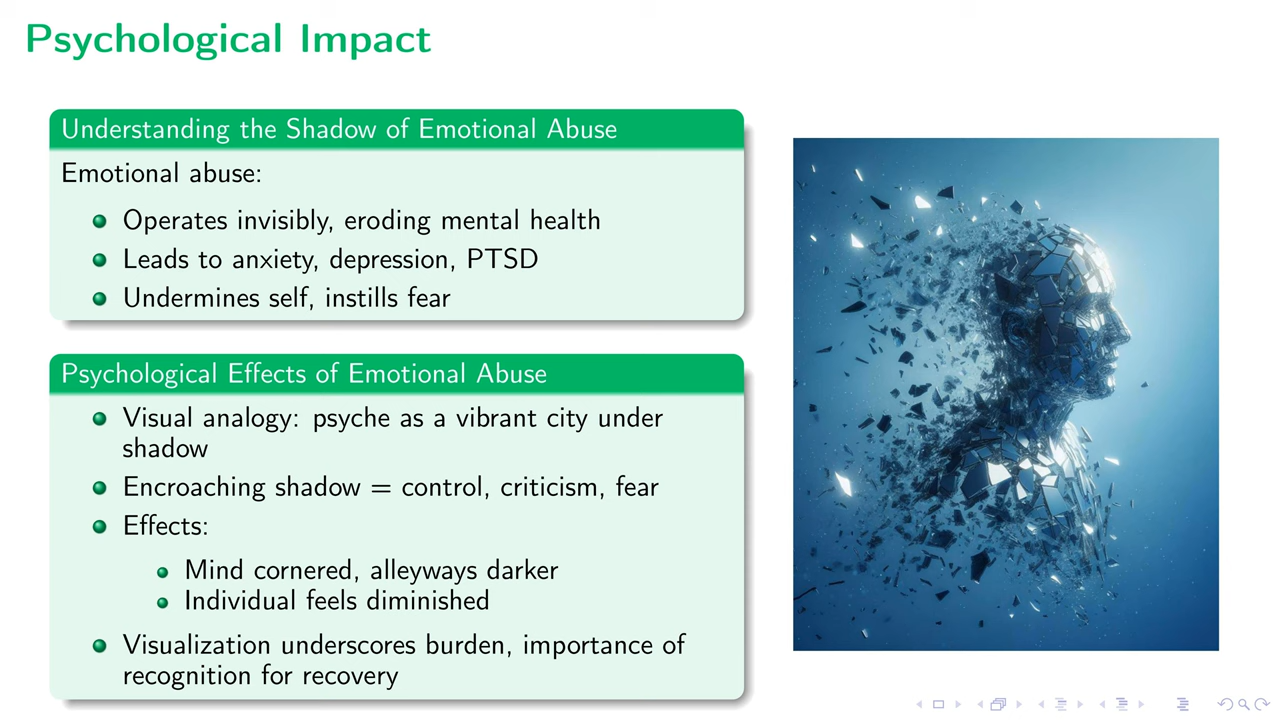 Psychological Impact
Understanding the Shadow of Emotional Abuse
Emotional abuse:
Operates invisibly, eroding mental health
Leads to anxiety, depression, PTSD
Undermines self, instills fear
Psychological Effects of Emotional Abuse
Visual analogy: psyche as a vibrant city under
shadow
Encroaching shadow = control, criticism, fear
Effects:
Mind cornered, alleyways darker
Individual feels diminished
Visualization underscores burden, importance of
recognition for recovery